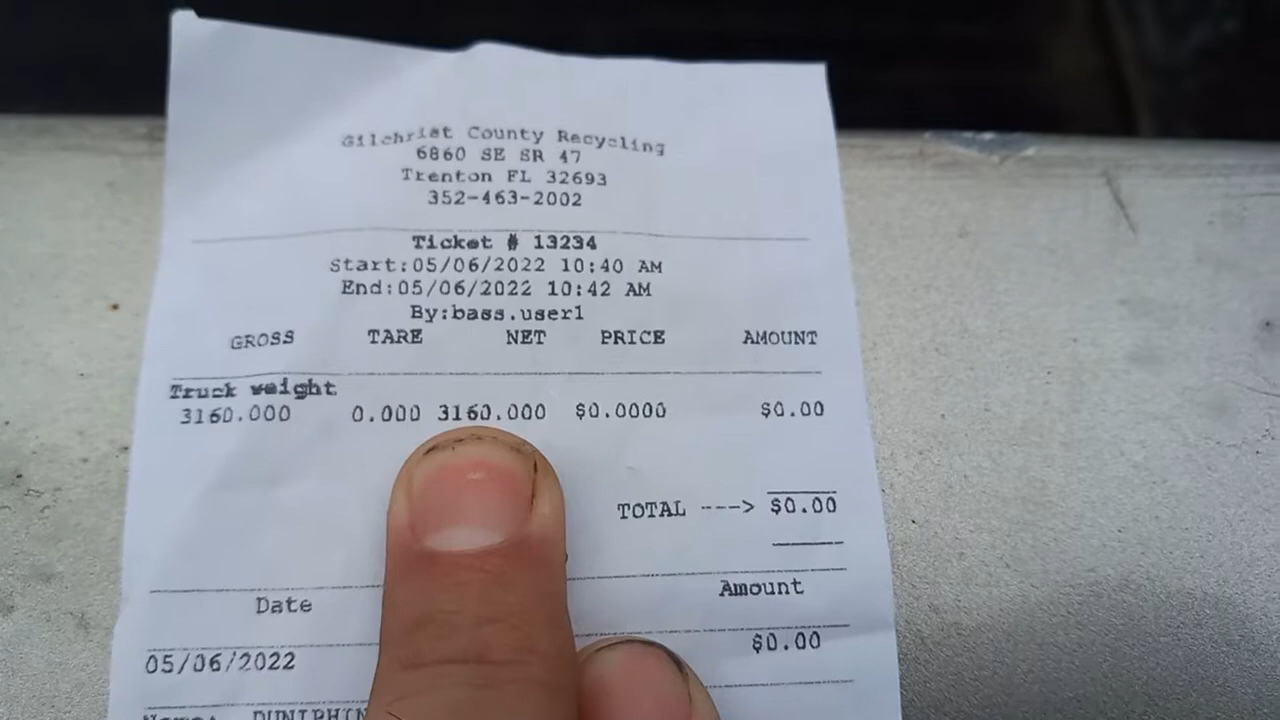 Gilchrist County Recycling
6860 SE SR 47
Trenton FL 32693
352-463-2002
Ticket # 13234
Start:05/06/2022 10:40 AM
End:05/06/2022 10:42 AM
By:bass.user1
GROSS TARE NET PRICE AMOUNT
Truck weight
3160.000 0.000 3160.000 $0.0000 $0.00
TOTAL ---> $0.00
Date Amount
05/06/2022 $0.00